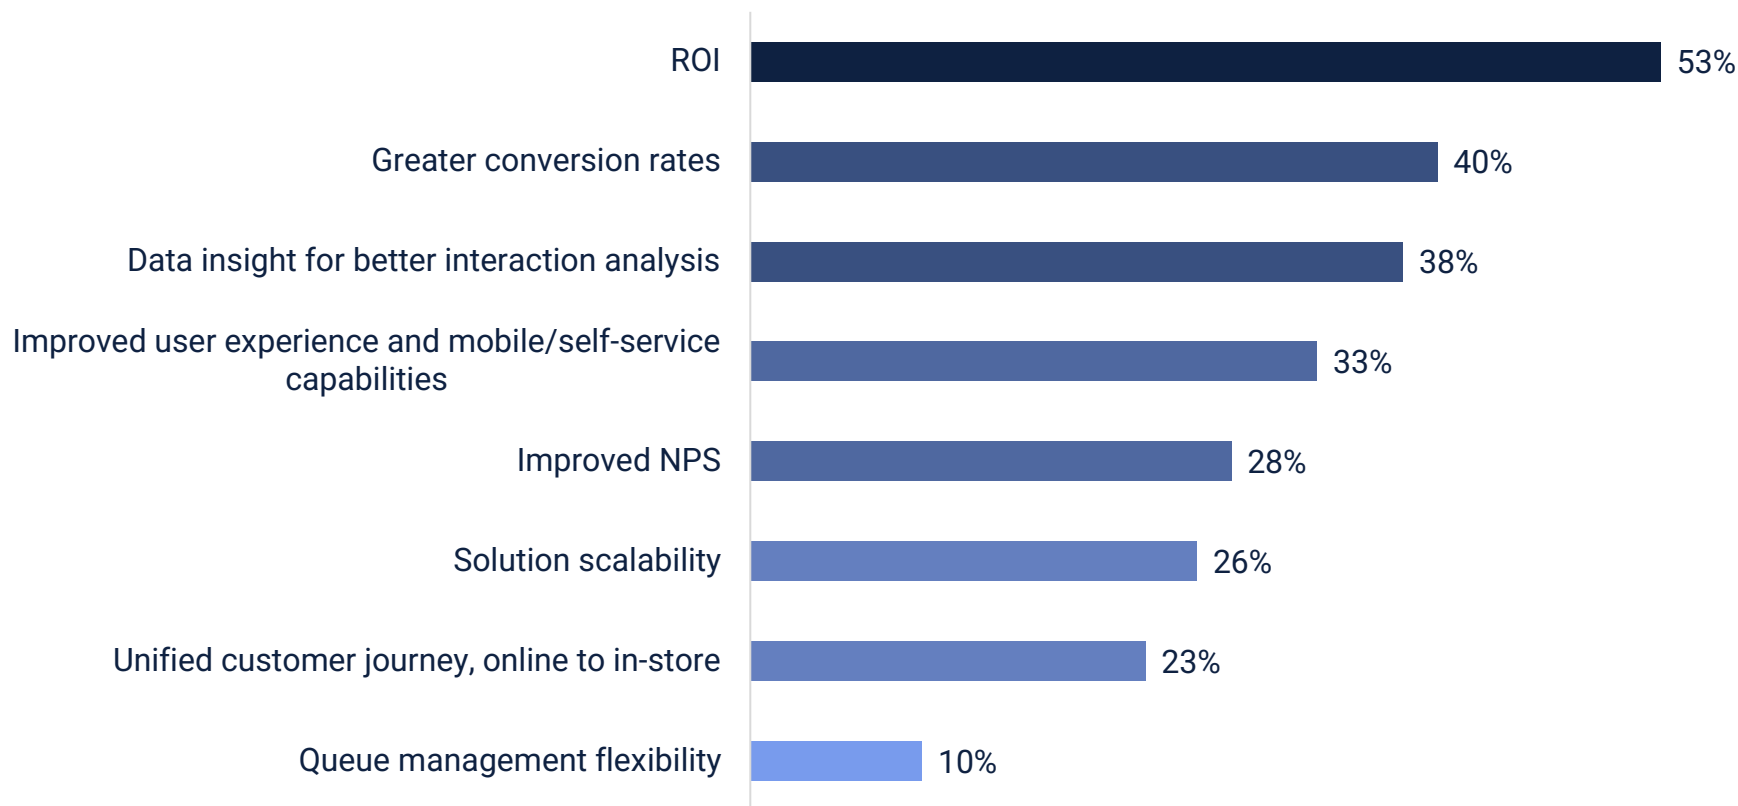 ROI
53%
Greater conversion rates
40%
Data insight for better interaction analysis
38%
Improved user experience and mobile/self-service
capabilities
33%
Improved NPS
28%
Solution scalability
26%
Unified customer journey, online to in-store
23%
Queue management flexibility
10%